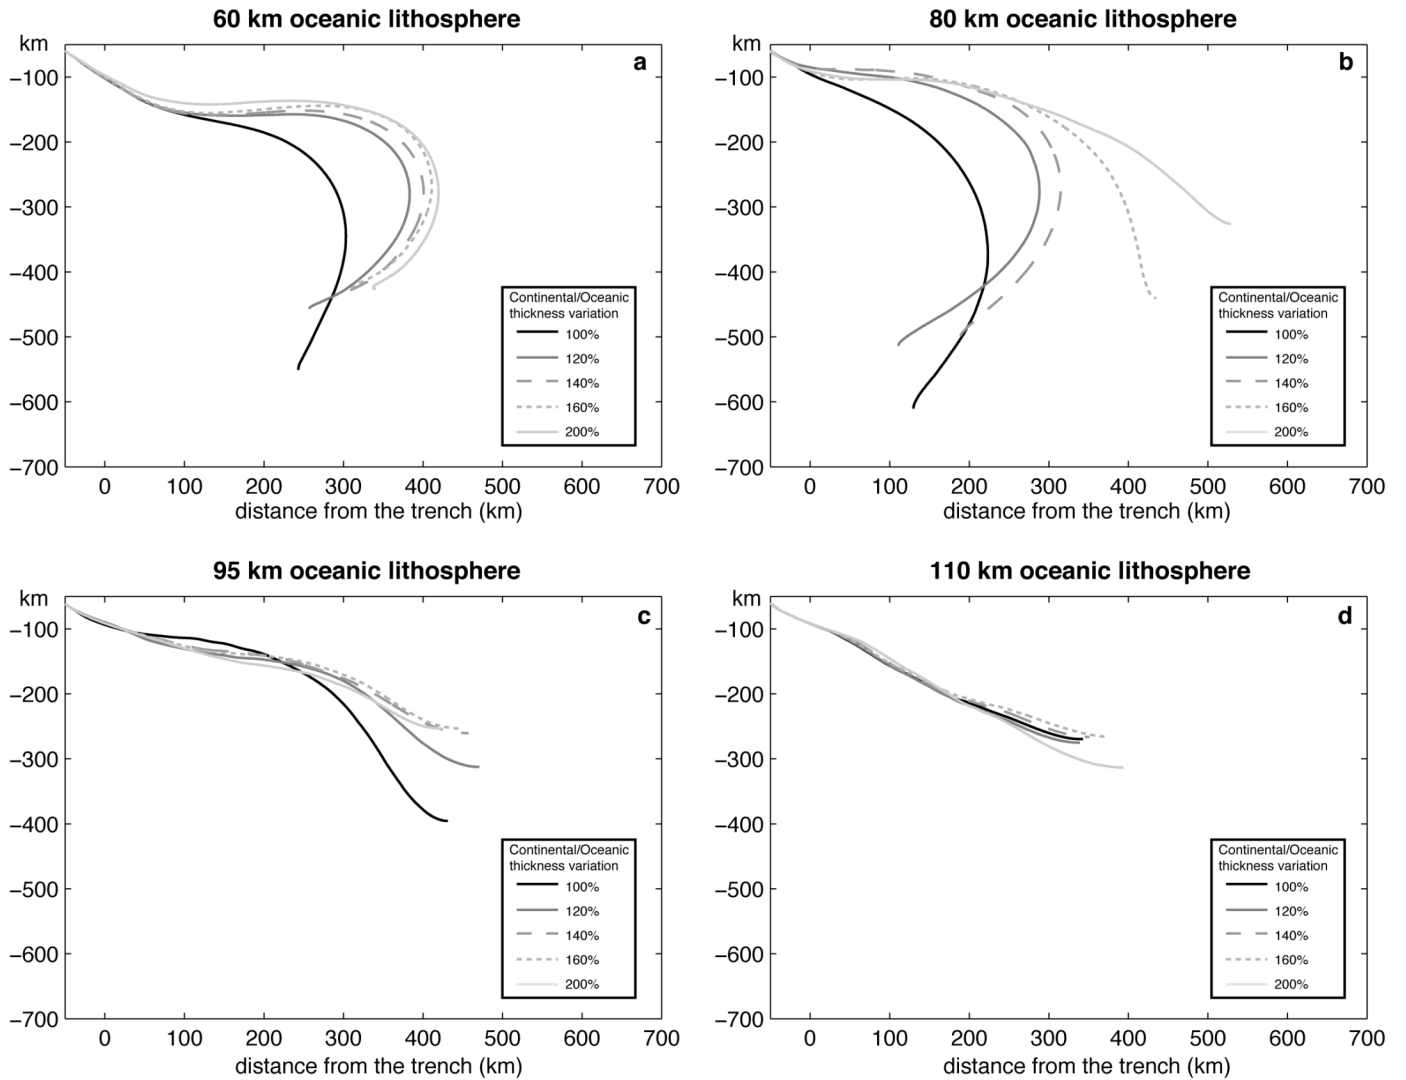 60 km oceanic lithosphere
km
a
−100
−200
−300
−400
−500
−600
−700
0 100 200 300 400 500 600 700
distance from the trench (km)
Continental/Oceanic
thickness variation
100%
120%
140%
160%
200%
80 km oceanic lithosphere
km
b
−100
−200
−300
−400
−500
−600
−700
0 100 200 300 400 500 600 700
distance from the trench (km)
Continental/Oceanic
thickness variation
100%
120%
140%
160%
200%
95 km oceanic lithosphere
km
c
−100
−200
−300
−400
−500
−600
−700
0 100 200 300 400 500 600 700
distance from the trench (km)
Continental/Oceanic
thickness variation
100%
120%
140%
160%
200%
110 km oceanic lithosphere
km
d
−100
−200
−300
−400
−500
−600
−700
0 100 200 300 400 500 600 700
distance from the trench (km)
Continental/Oceanic
thickness variation
100%
120%
140%
160%
200%